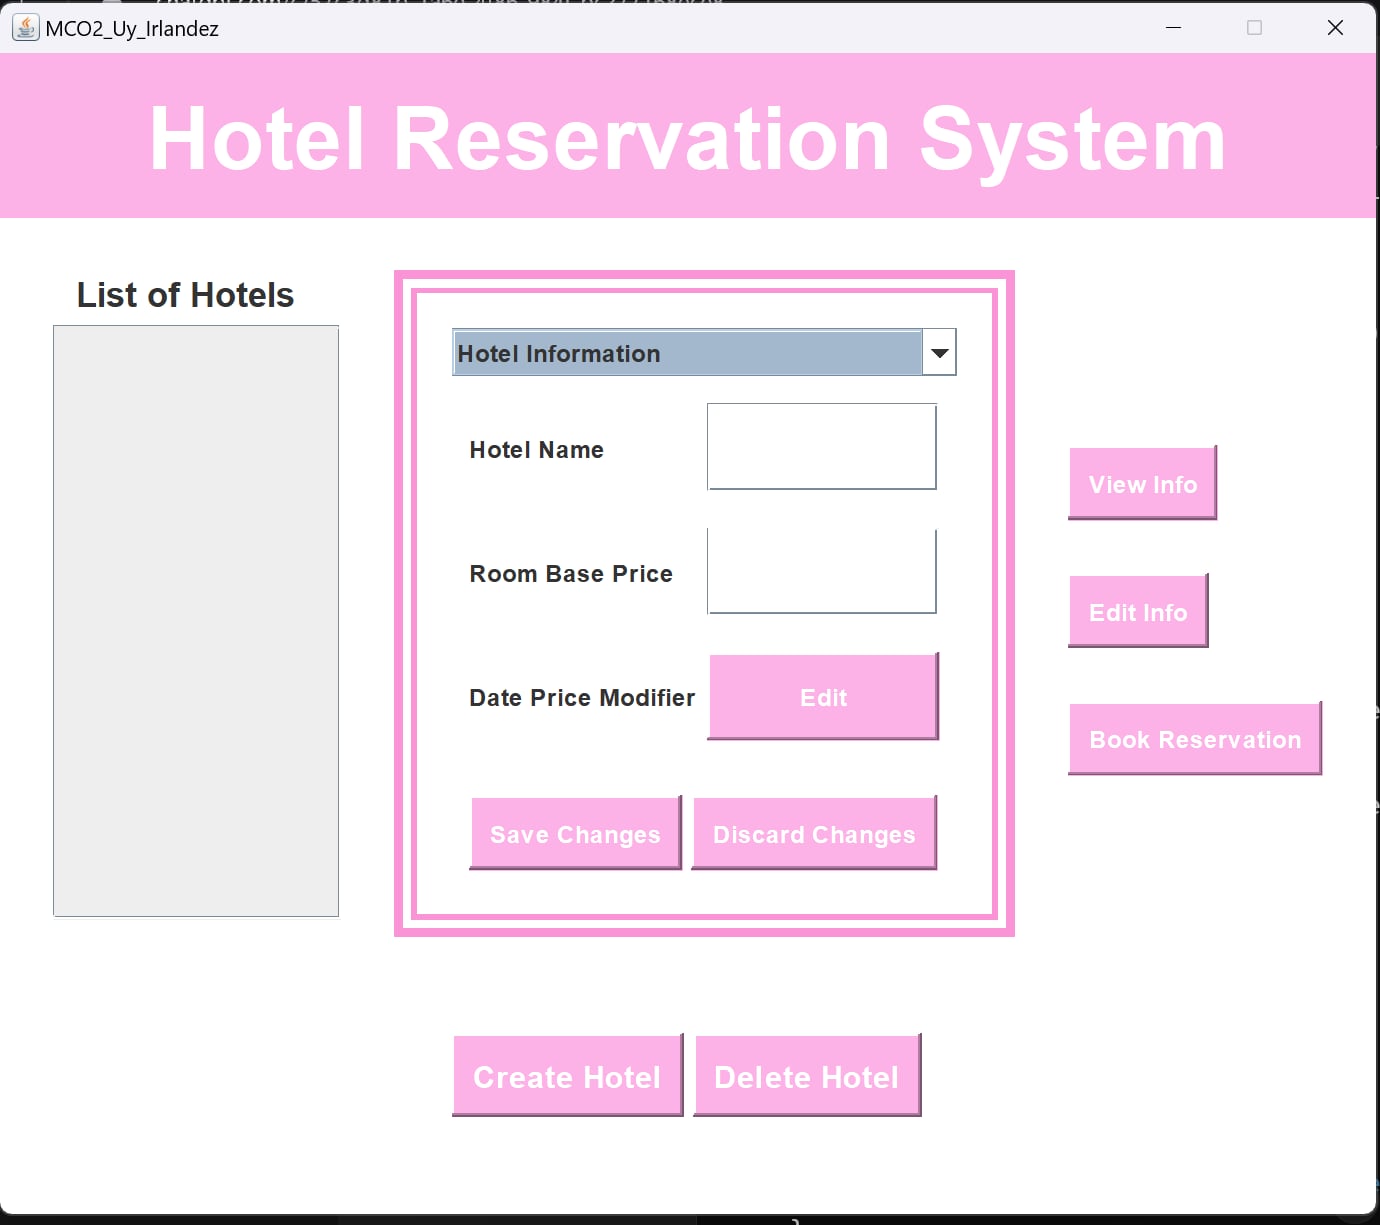 MCO2_Uy_Irlandez
Hotel Reservation System
List of Hotels
Hotel Information
Hotel Name
Room Base Price
Date Price Modifier
Edit
Save Changes
Discard Changes
View Info
Edit Info
Book Reservation
Create Hotel
Delete Hotel